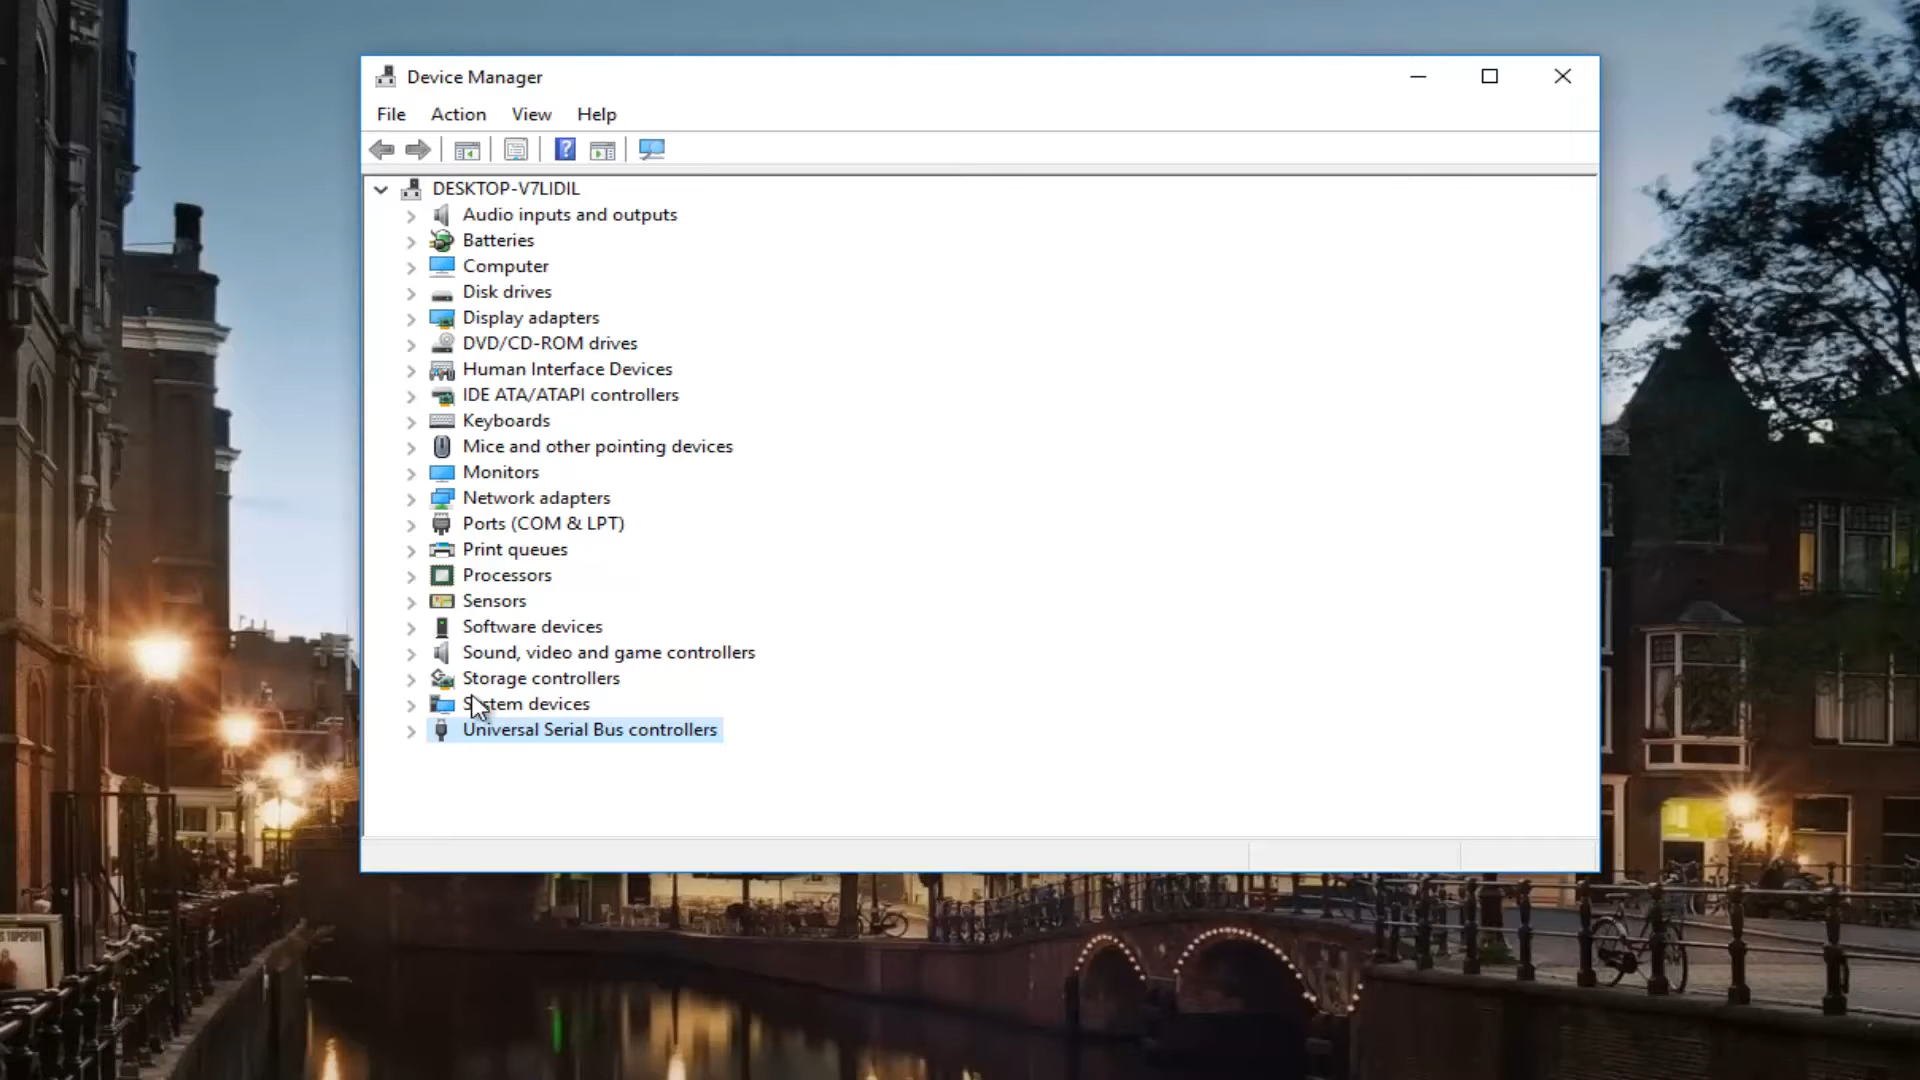 Device Manager
File Action View Help
DESKTOP-V7LIDIL
Audio inputs and outputs
Batteries
Computer
Disk drives
Display adapters
DVD/CD-ROM drives
Human Interface Devices
IDE ATA/ATAPI controllers
Keyboards
Mice and other pointing devices
Monitors
Network adapters
Ports (COM & LPT)
Print queues
Processors
Sensors
Software devices
Sound, video and game controllers
Storage controllers
System devices
Universal Serial Bus controllers